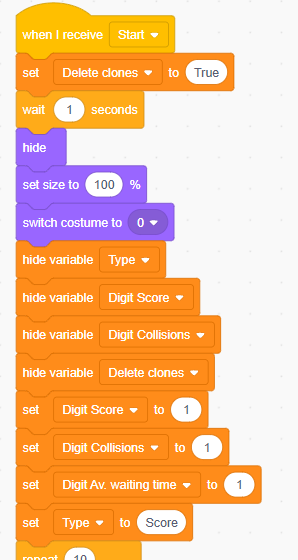 when I receive Start
set Delete clones to True
wait 1 seconds
hide
set size to 100 %
switch costume to 0
hide variable Type
hide variable Digit Score
hide variable Digit Collisions
hide variable Delete clones
set Digit Score to 1
set Digit Collisions to 1
set Digit Av. waiting time to 1
set Type to Score
repeat 10